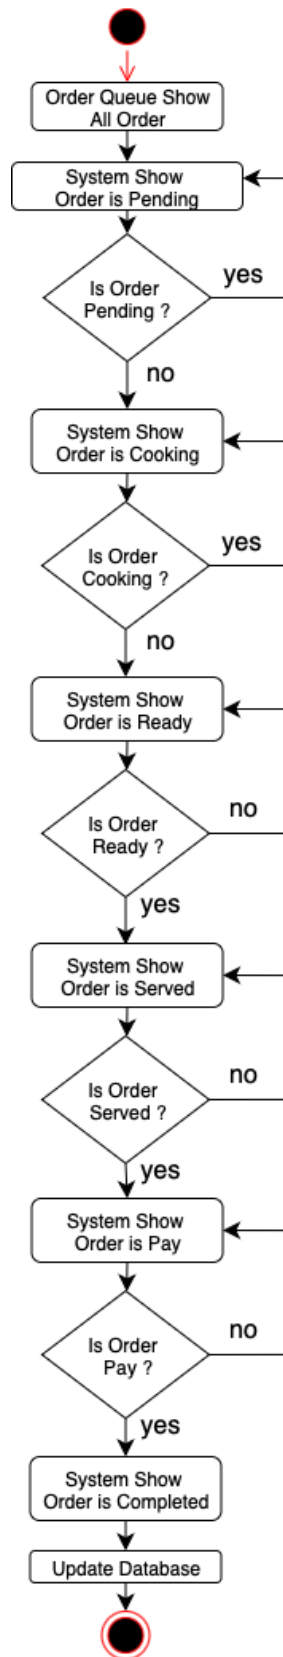 Order Queue Show
All Order
System Show
Order is Pending
Is Order
Pending ?
yes
no
System Show
Order is Cooking
Is Order
Cooking ?
yes
no
System Show
Order is Ready
Is Order
Ready ?
no
yes
System Show
Order is Served
Is Order
Served ?
no
yes
System Show
Order is Pay
Is Order
Pay ?
no
yes
System Show
Order is Completed
Update Database